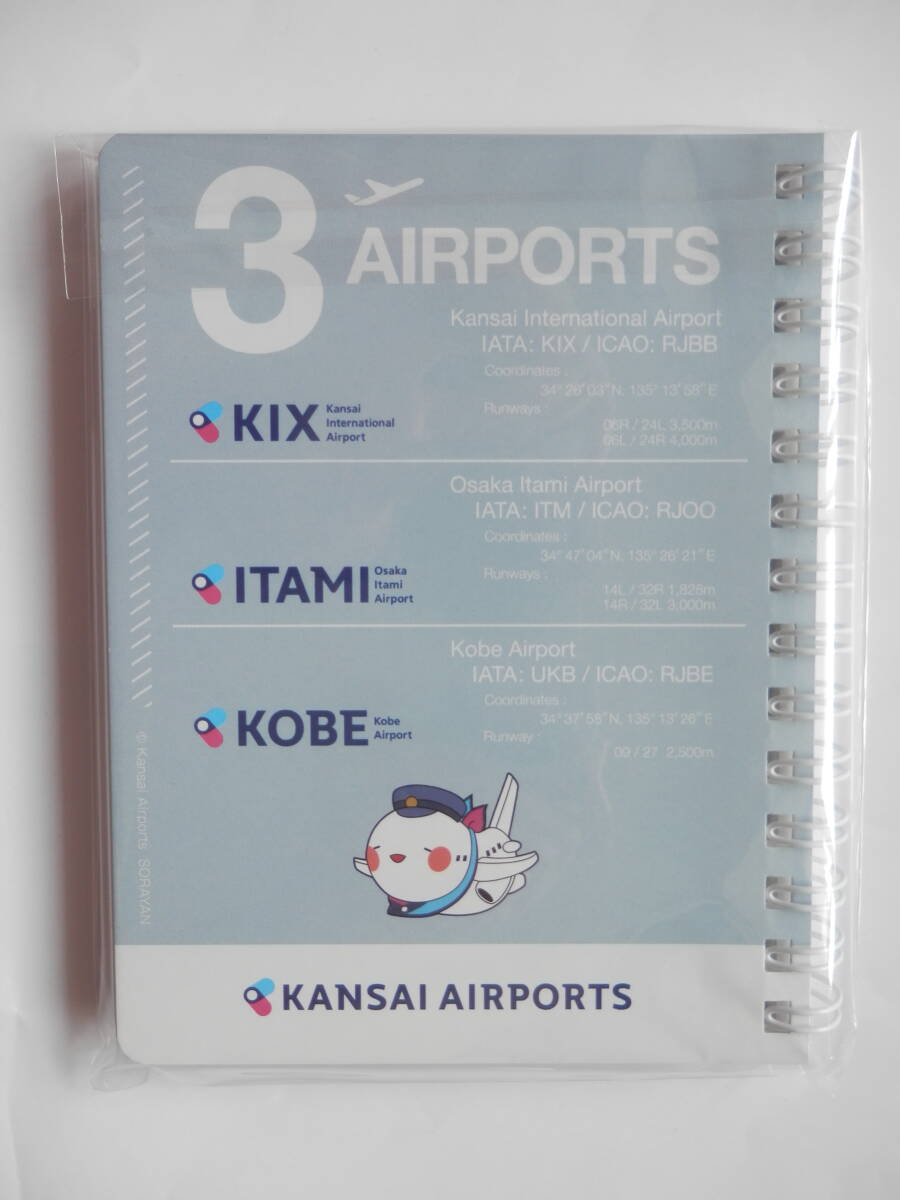 3 AIRPORTS
Kansai International Airport
IATA: KIX / ICAO: RJBB
Coordinates :
34° 26' 03" N, 135° 13' 58" E
Runways :
06R / 24L 3,500m
06L / 24R 4,000m
KIX
Kansai
International
Airport
Osaka Itami Airport
IATA: ITM / ICAO: RJOO
Coordinates :
34° 47' 04" N, 135° 26' 21" E
Runways :
14L / 32R 1,828m
14R / 32L 3,000m
ITAMI
Osaka
Itami
Airport
Kobe Airport
IATA: UKB / ICAO: RJBE
Coordinates :
34° 37' 58" N, 135° 13' 26" E
Runway :
09 / 27 2,500m
KOBE
Kobe
Airport
© Kansai Airports SORAYAN
KANSAI AIRPORTS